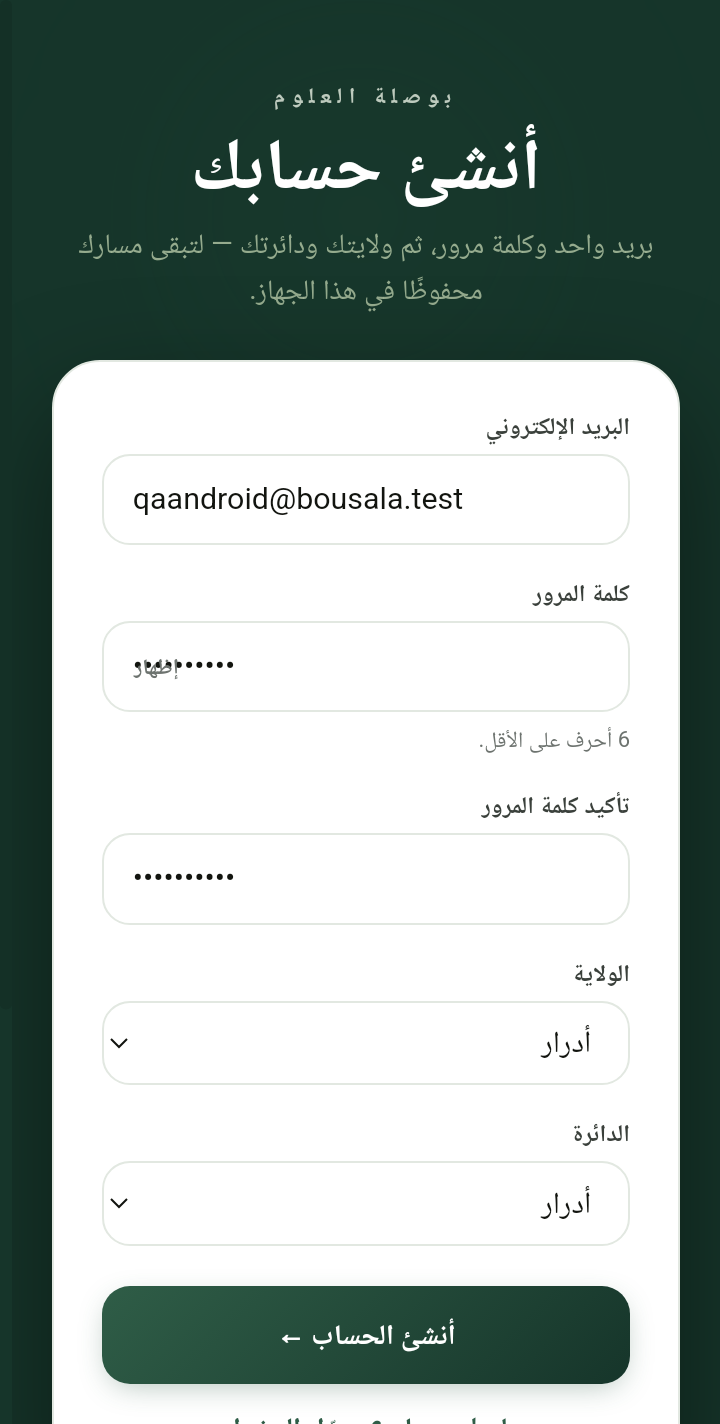 بوصلة العلوم
أنشئ حسابك
بريد واحد وكلمة مرور، ثم ولايتك ودائرتك — لتبقى مسارك
محفوظًا في هذا الجهاز.
البريد الإلكتروني
qaandroid@bousala.test
كلمة المرور
••••••••••
إظهار
6 أحرف على الأقل.
تأكيد كلمة المرور
••••••••••
الولاية
أدرار
الدائرة
أدرار
أنشئ الحساب ←